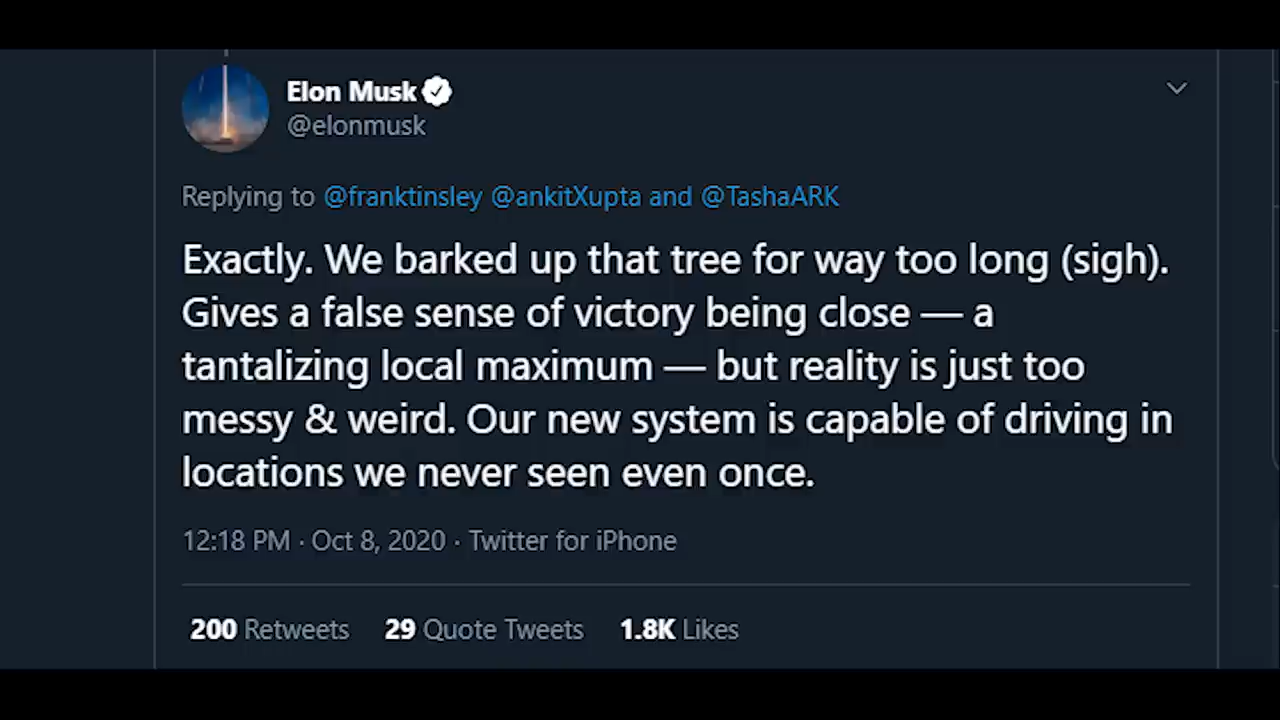 Elon Musk
@elonmusk
Replying to @franktinsley @ankitXupta and @TashaARK
Exactly. We barked up that tree for way too long (sigh).
Gives a false sense of victory being close — a
tantalizing local maximum — but reality is just too
messy & weird. Our new system is capable of driving in
locations we never seen even once.
12:18 PM · Oct 8, 2020 · Twitter for iPhone
200 Retweets 29 Quote Tweets 1.8K Likes